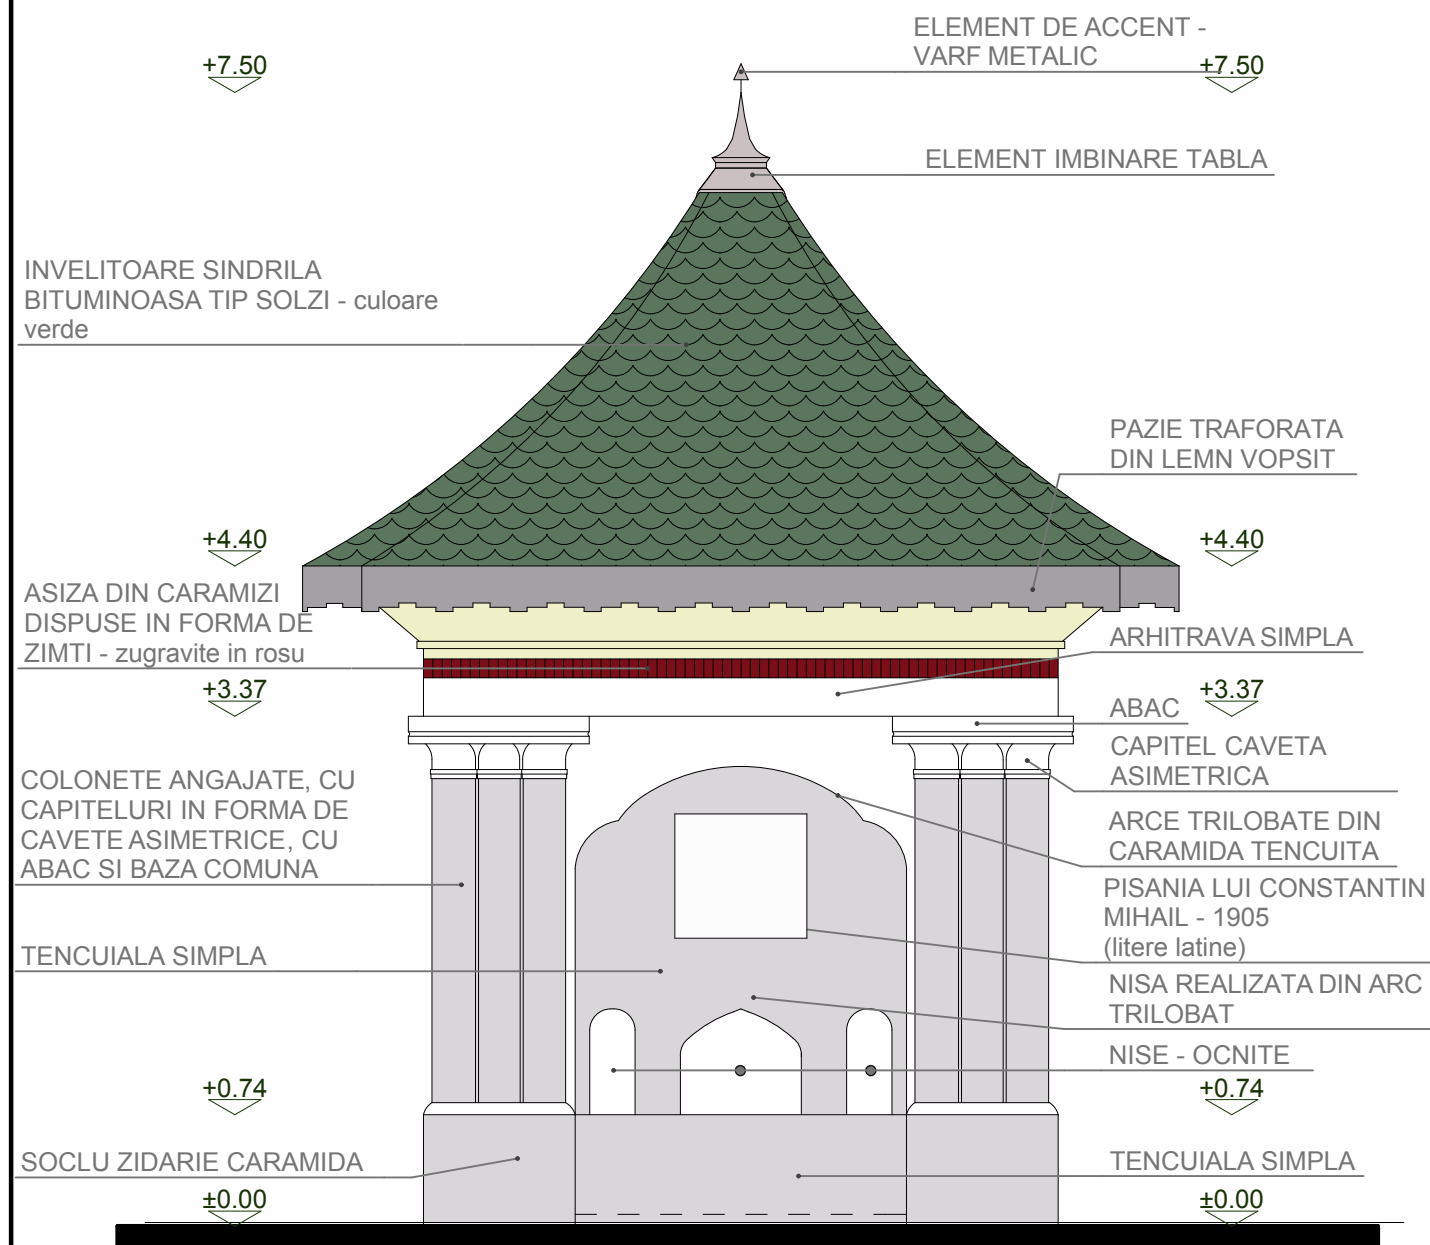 ELEMENT DE ACCENT -
VARF METALIC
+7.50
+7.50
ELEMENT IMBINARE TABLA
INVELITOARE SINDRILA
BITUMINOASA TIP SOLZI - culoare
verde
PAZIE TRAFORATA
DIN LEMN VOPSIT
+4.40
+4.40
ASIZA DIN CARAMIZI
DISPUSE IN FORMA DE
ZIMTI - zugravite in rosu
ARHITRAVA SIMPLA
+3.37
+3.37
ABAC
CAPITEL CAVETA
ASIMETRICA
COLONETE ANGAJATE, CU
CAPITELURI IN FORMA DE
CAVETE ASIMETRICE, CU
ABAC SI BAZA COMUNA
ARCE TRILOBATE DIN
CARAMIDA TENCUITA
PISANIA LUI CONSTANTIN
MIHAIL - 1905
(litere latine)
TENCUIALA SIMPLA
NISA REALIZATA DIN ARC
TRILOBAT
NISE - OCNITE
+0.74
+0.74
SOCLU ZIDARIE CARAMIDA
TENCUIALA SIMPLA
±0.00
±0.00